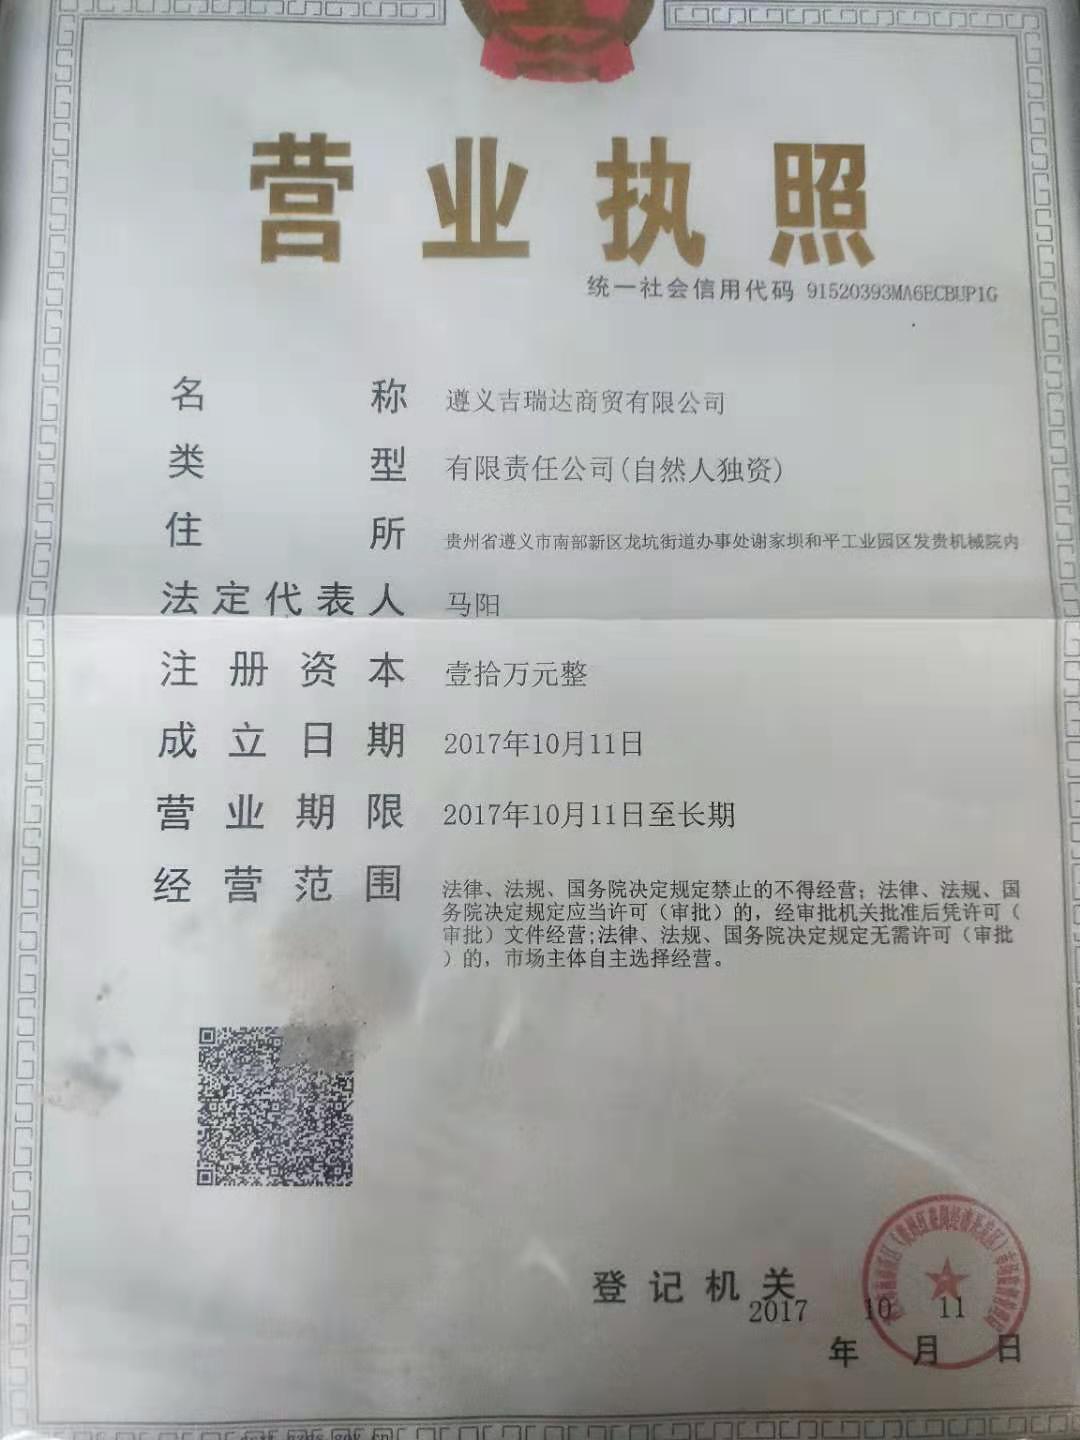 营业执照
统一社会信用代码 91520393MA6ECBUP1G
名称 遵义吉瑞达商贸有限公司
类型 有限责任公司(自然人独资)
住所 贵州省遵义市南部新区龙坑街道办事处谢家坝和平工业园区发贵机械院内
法定代表人 马阳
注册资本 壹拾万元整
成立日期 2017年10月11日
营业期限 2017年10月11日至长期
经营范围 法律、法规、国务院决定规定禁止的不得经营；法律、法规、国
务院决定规定应当许可（审批）的，经审批机关批准后凭许可（
审批）文件经营;法律、法规、国务院决定规定无需许可（审批
）的，市场主体自主选择经营。
登记机关
2017 10 11
年 月 日